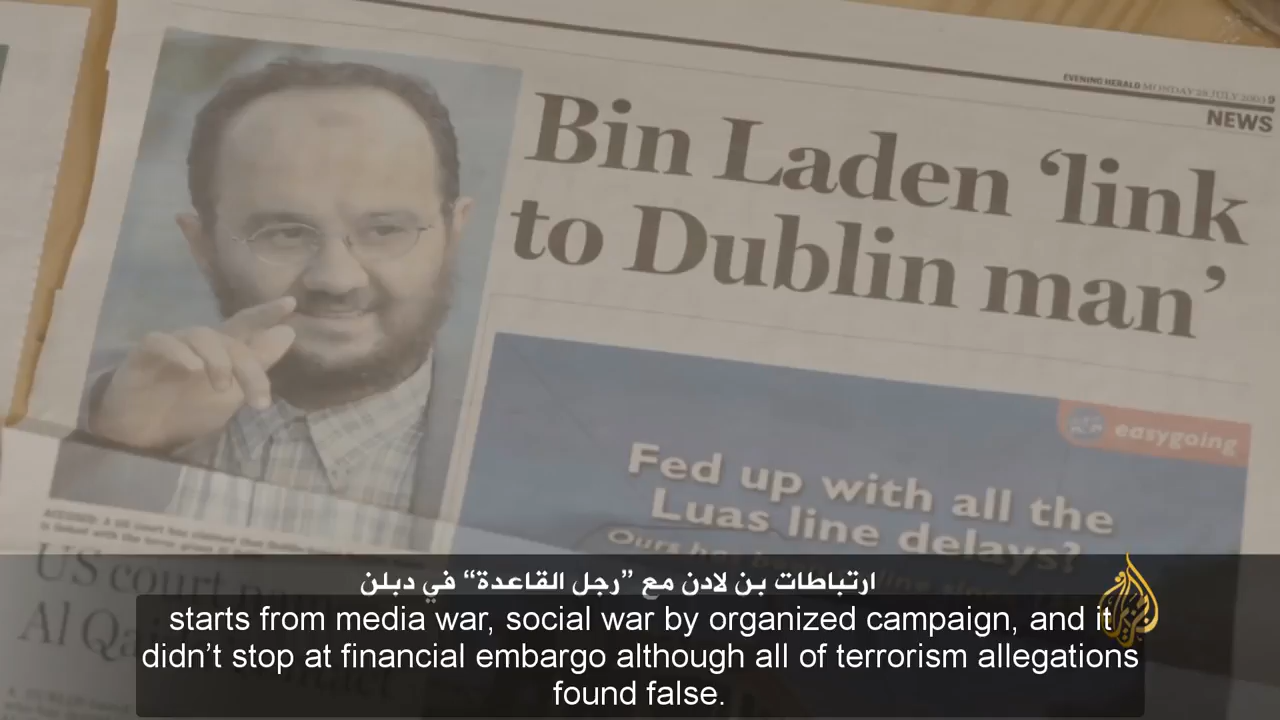 EVENING HERALD MONDAY 28 JULY 2003 9
NEWS
Bin Laden ‘link
to Dublin man’
easygoing
Fed up with all the
Luas line delays?
US court
Al Qa
ارتباطات بن لادن مع ”رجل القاعدة“ في دبلن
starts from media war, social war by organized campaign, and it
didn’t stop at financial embargo although all of terrorism allegations
found false.